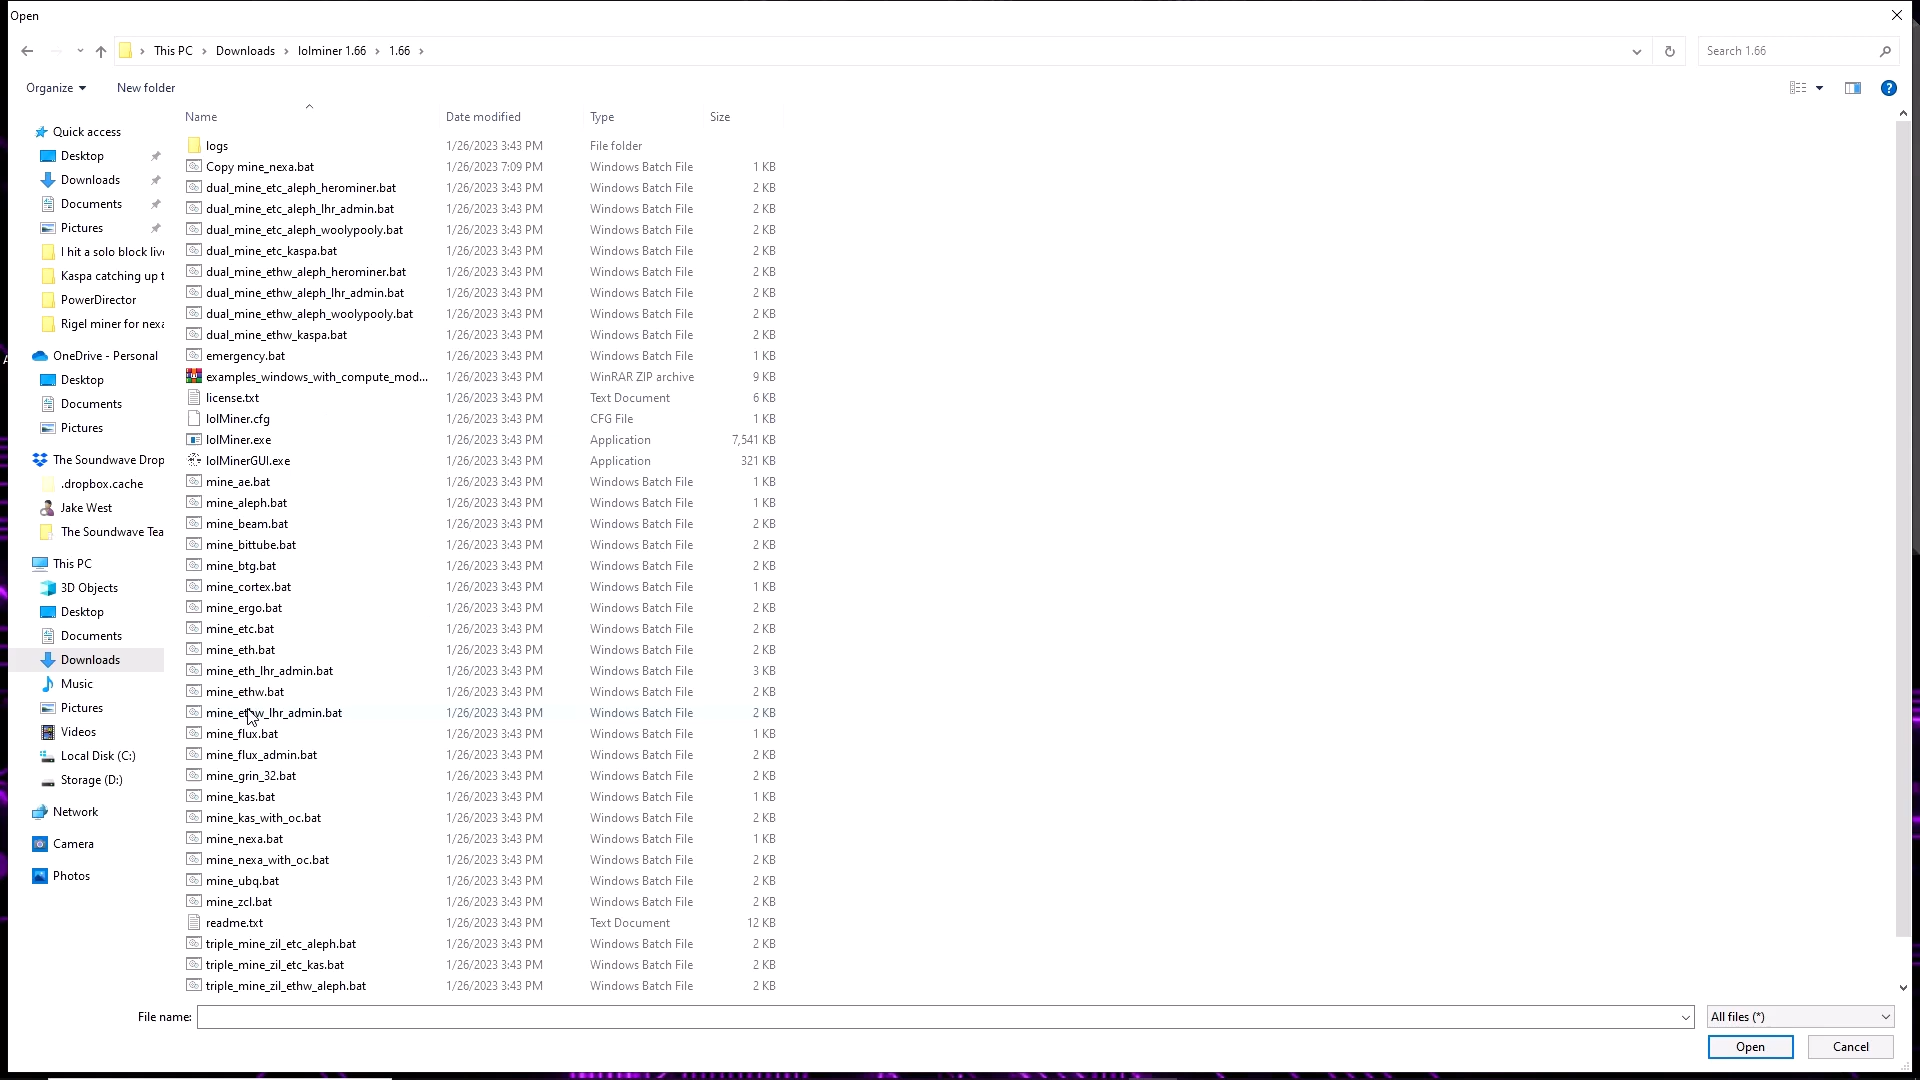 Open
This PC
Downloads
lolminer 1.66
1.66
Search 1.66
Organize
New folder
Name
Date modified
Type
Size
Quick access
Desktop
Downloads
Documents
Pictures
I hit a solo block liv
Kaspa catching up t
PowerDirector
Rigel miner for nexa
OneDrive - Personal
Desktop
Documents
Pictures
The Soundwave Drop
.dropbox.cache
Jake West
The Soundwave Tea
This PC
3D Objects
Desktop
Documents
Downloads
Music
Pictures
Videos
Local Disk (C:)
Storage (D:)
Network
Camera
Photos
logs 1/26/2023 3:43 PM File folder
Copy mine_nexa.bat 1/26/2023 7:09 PM Windows Batch File 1 KB
dual_mine_etc_aleph_herominer.bat 1/26/2023 3:43 PM Windows Batch File 2 KB
dual_mine_etc_aleph_lhr_admin.bat 1/26/2023 3:43 PM Windows Batch File 2 KB
dual_mine_etc_aleph_woolypooly.bat 1/26/2023 3:43 PM Windows Batch File 2 KB
dual_mine_etc_kaspa.bat 1/26/2023 3:43 PM Windows Batch File 2 KB
dual_mine_ethw_aleph_herominer.bat 1/26/2023 3:43 PM Windows Batch File 2 KB
dual_mine_ethw_aleph_lhr_admin.bat 1/26/2023 3:43 PM Windows Batch File 2 KB
dual_mine_ethw_aleph_woolypooly.bat 1/26/2023 3:43 PM Windows Batch File 2 KB
dual_mine_ethw_kaspa.bat 1/26/2023 3:43 PM Windows Batch File 2 KB
emergency.bat 1/26/2023 3:43 PM Windows Batch File 1 KB
examples_windows_with_compute_mod... 1/26/2023 3:43 PM WinRAR ZIP archive 9 KB
license.txt 1/26/2023 3:43 PM Text Document 6 KB
lolMiner.cfg 1/26/2023 3:43 PM CFG File 1 KB
lolMiner.exe 1/26/2023 3:43 PM Application 7,541 KB
lolMinerGUI.exe 1/26/2023 3:43 PM Application 321 KB
mine_ae.bat 1/26/2023 3:43 PM Windows Batch File 1 KB
mine_aleph.bat 1/26/2023 3:43 PM Windows Batch File 1 KB
mine_beam.bat 1/26/2023 3:43 PM Windows Batch File 2 KB
mine_bittube.bat 1/26/2023 3:43 PM Windows Batch File 2 KB
mine_btg.bat 1/26/2023 3:43 PM Windows Batch File 2 KB
mine_cortex.bat 1/26/2023 3:43 PM Windows Batch File 1 KB
mine_ergo.bat 1/26/2023 3:43 PM Windows Batch File 2 KB
mine_etc.bat 1/26/2023 3:43 PM Windows Batch File 2 KB
mine_eth.bat 1/26/2023 3:43 PM Windows Batch File 2 KB
mine_eth_lhr_admin.bat 1/26/2023 3:43 PM Windows Batch File 3 KB
mine_ethw.bat 1/26/2023 3:43 PM Windows Batch File 2 KB
mine_ethw_lhr_admin.bat 1/26/2023 3:43 PM Windows Batch File 2 KB
mine_flux.bat 1/26/2023 3:43 PM Windows Batch File 1 KB
mine_flux_admin.bat 1/26/2023 3:43 PM Windows Batch File 2 KB
mine_grin_32.bat 1/26/2023 3:43 PM Windows Batch File 2 KB
mine_kas.bat 1/26/2023 3:43 PM Windows Batch File 1 KB
mine_kas_with_oc.bat 1/26/2023 3:43 PM Windows Batch File 2 KB
mine_nexa.bat 1/26/2023 3:43 PM Windows Batch File 1 KB
mine_nexa_with_oc.bat 1/26/2023 3:43 PM Windows Batch File 2 KB
mine_ubq.bat 1/26/2023 3:43 PM Windows Batch File 2 KB
mine_zcl.bat 1/26/2023 3:43 PM Windows Batch File 2 KB
readme.txt 1/26/2023 3:43 PM Text Document 12 KB
triple_mine_zil_etc_aleph.bat 1/26/2023 3:43 PM Windows Batch File 2 KB
triple_mine_zil_etc_kas.bat 1/26/2023 3:43 PM Windows Batch File 2 KB
triple_mine_zil_ethw_aleph.bat 1/26/2023 3:43 PM Windows Batch File 2 KB
File name:
All files (*)
Open
Cancel